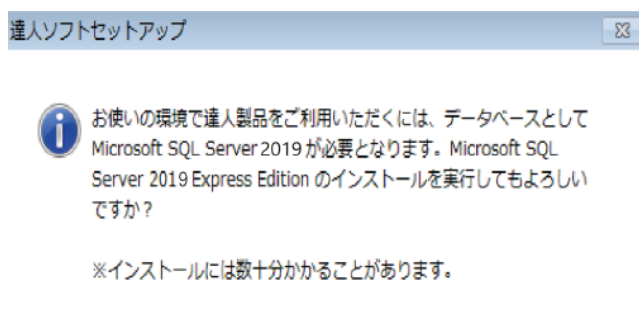 達人ソフトセットアップ
お使いの環境で達人製品をご利用いただくには、データベースとして
Microsoft SQL Server 2019 が必要となります。Microsoft SQL
Server 2019 Express Edition のインストールを実行してもよろしい
ですか？
※インストールには数十分かかることがあります。